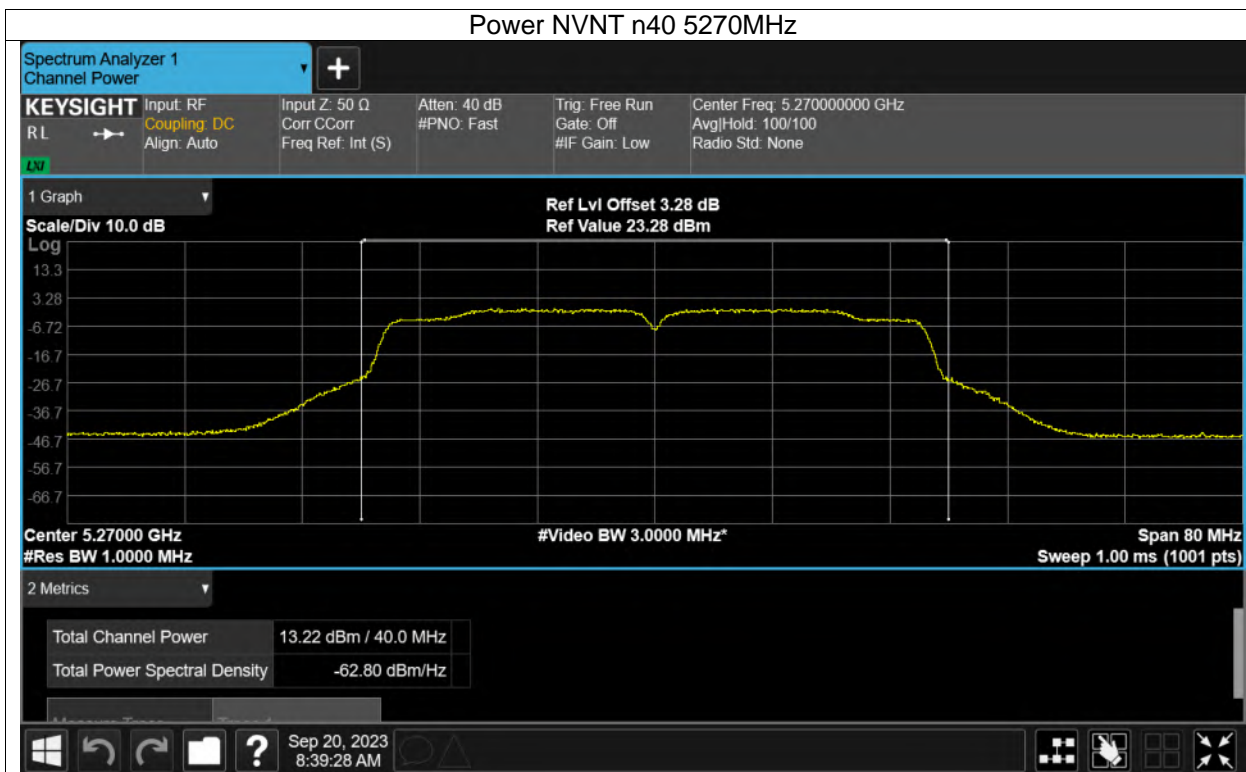 Power NVNT n40 5270MHz
Spectrum Analyzer 1
Channel Power
+
KEYSIGHT
R L
LXI
Input: RF
Coupling: DC
Align: Auto
Input Z: 50 Ω
Corr CCorr
Freq Ref: Int (S)
Atten: 40 dB
#PNO: Fast
Trig: Free Run
Gate: Off
#IF Gain: Low
Center Freq: 5.270000000 GHz
Avg|Hold: 100/100
Radio Std: None
1 Graph
Scale/Div 10.0 dB
Ref Lvl Offset 3.28 dB
Ref Value 23.28 dBm
Log
13.3
3.28
-6.72
-16.7
-26.7
-36.7
-46.7
-56.7
-66.7
Center 5.27000 GHz
#Res BW 1.0000 MHz
#Video BW 3.0000 MHz*
Span 80 MHz
Sweep 1.00 ms (1001 pts)
2 Metrics
Total Channel Power 13.22 dBm / 40.0 MHz
Total Power Spectral Density -62.80 dBm/Hz
?
Sep 20, 2023
8:39:28 AM